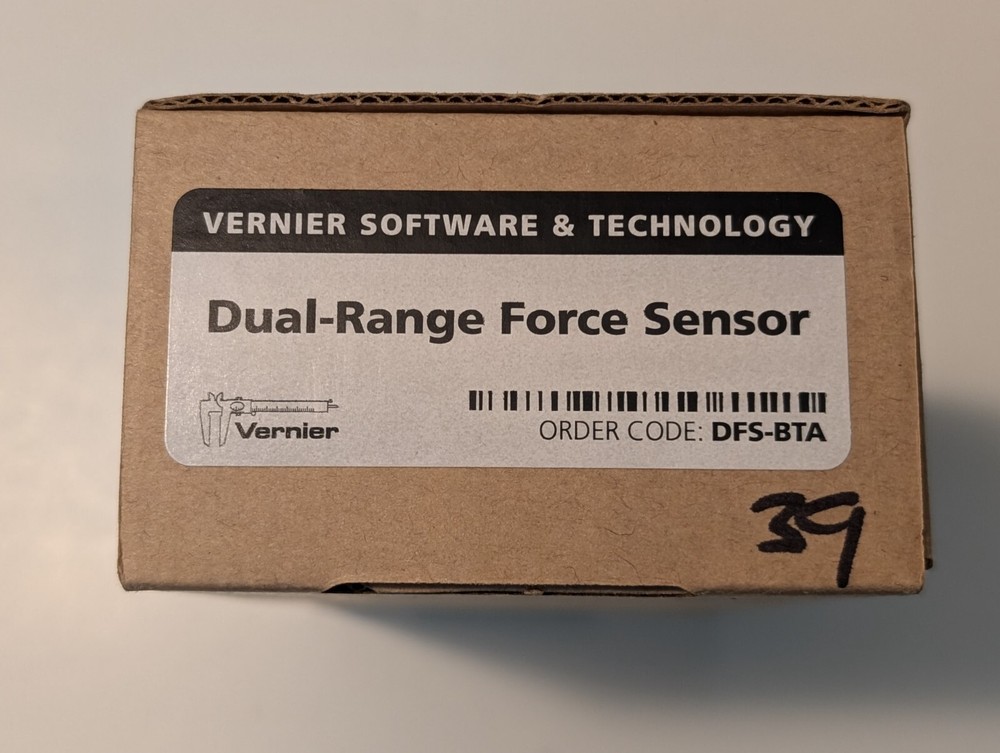 VERNIER SOFTWARE & TECHNOLOGY
Dual-Range Force Sensor
Vernier
ORDER CODE: DFS-BTA
39